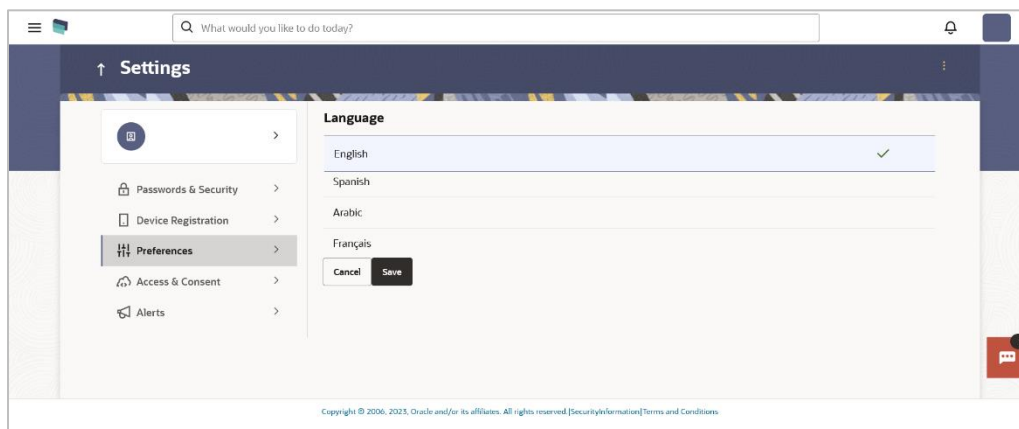 What would you like to do today?
Settings
Language
English
Spanish
Arabic
Français
Cancel Save
Passwords & Security
Device Registration
Preferences
Access & Consent
Alerts
Copyright © 2006, 2023, Oracle and/or its affiliates. All rights reserved.|SecurityInformation|Terms and Conditions